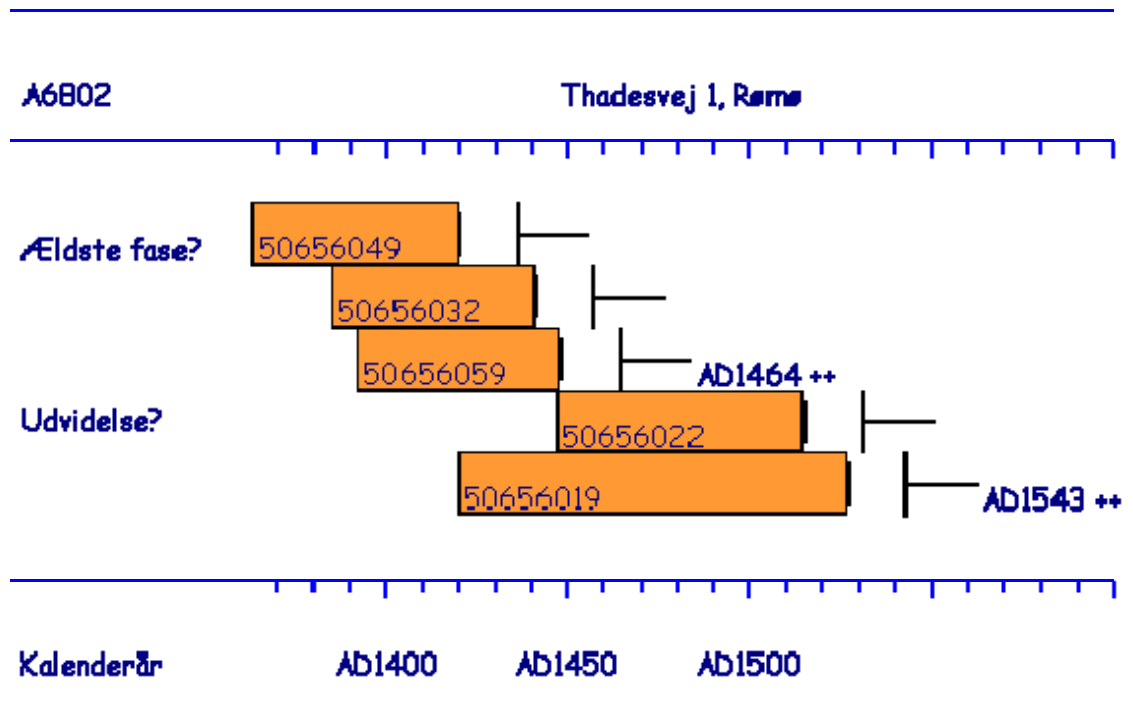 A6802 Thadesvej 1, Rømø
Ældste fase?
50656049
50656032
50656059 AD1464 ++
Udvidelse?
50656022
50656019 AD1543 ++
Kalenderår AD1400 AD1450 AD1500